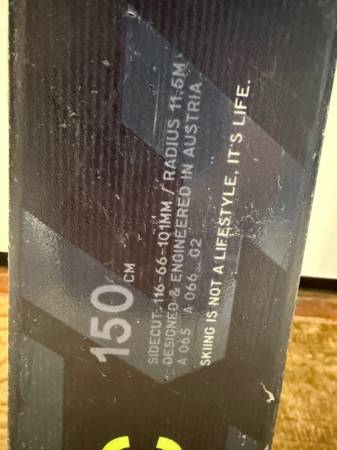 150 CM
SIDECUT: 116-66-101MM / RADIUS 11.5M
DESIGNED & ENGINEERED IN AUSTRIA
A 065 A 066 G2
SKIING IS NOT A LIFESTYLE, IT'S LIFE.